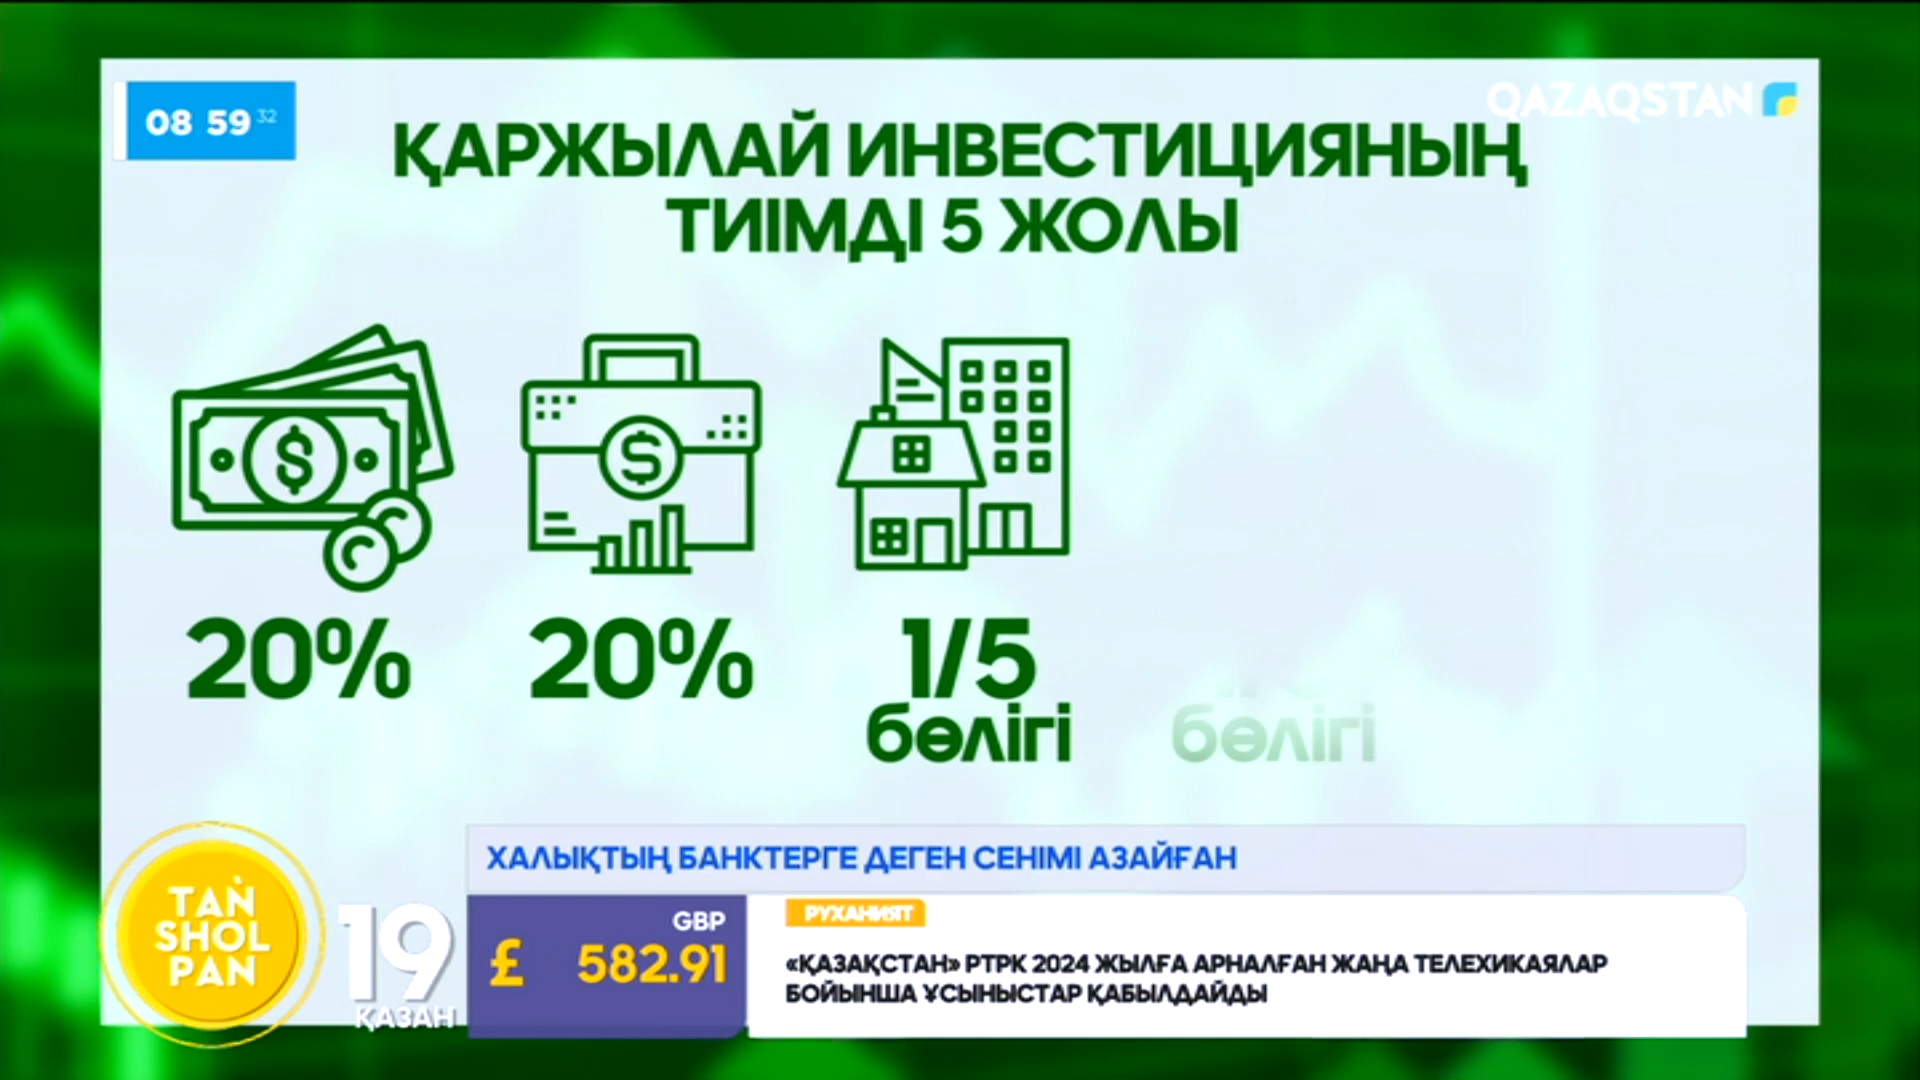 08 59 32
QAZAQSTAN
ҚАРЖЫЛАЙ ИНВЕСТИЦИЯНЫҢ
ТИІМДІ 5 ЖОЛЫ
20%
20%
1/5
бөлігі
бөлігі
ХАЛЫҚТЫҢ БАНКТЕРГЕ ДЕГЕН СЕНІМІ АЗАЙҒАН
TAŃ
SHOL
PAN
19
ҚАЗАН
GBP
£ 582.91
РУХАНИЯТ
«ҚАЗАҚСТАН» РТРК 2024 ЖЫЛҒА АРНАЛҒАН ЖАҢА ТЕЛЕХИКАЯЛАР
БОЙЫНША ҰСЫНЫСТАР ҚАБЫЛДАЙДЫ